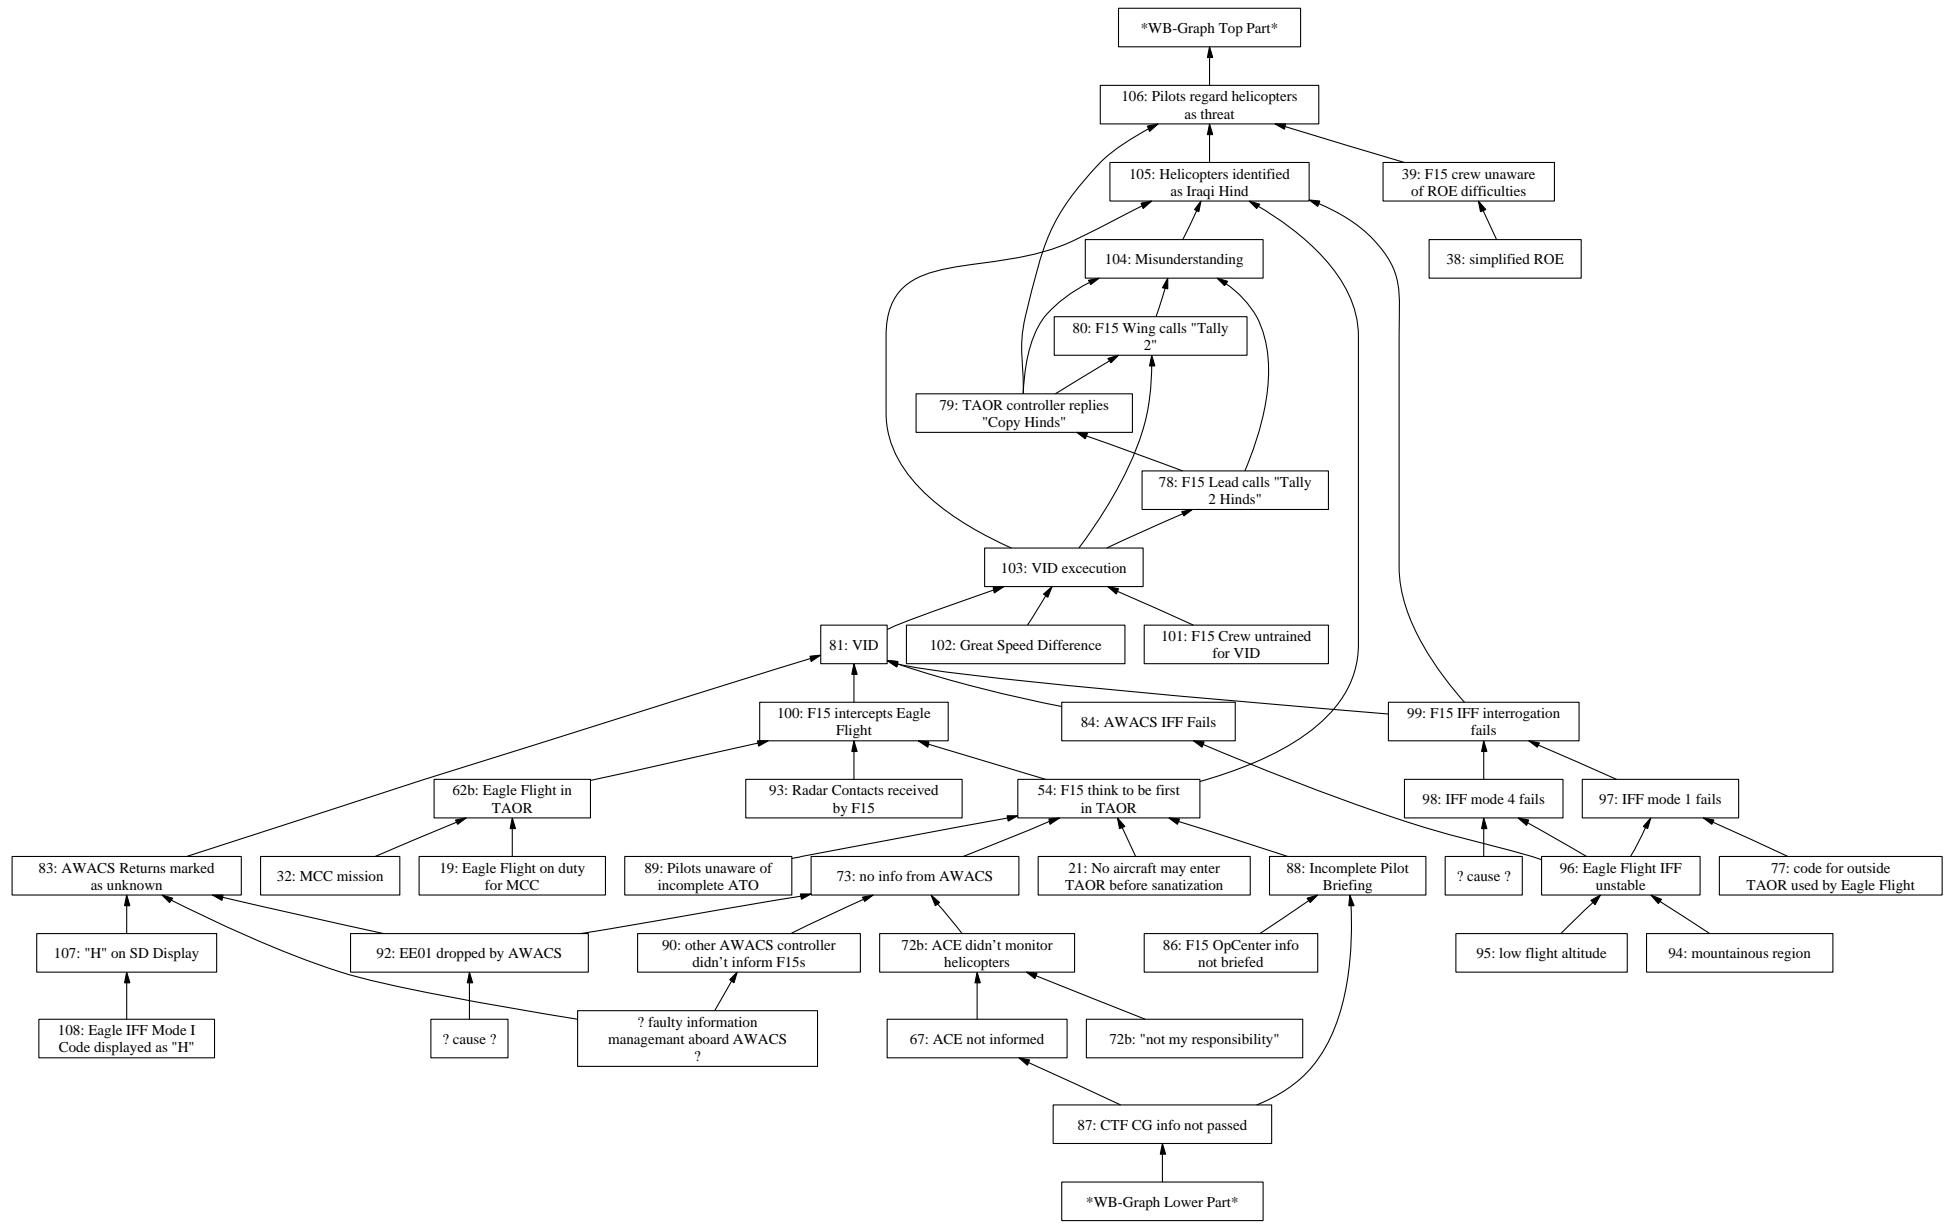 *WB-Graph Top Part*
106: Pilots regard helicopters
as threat
105: Helicopters identified
as Iraqi Hind
39: F15 crew unaware
of ROE difficulties
104: Misunderstanding
38: simplified ROE
80: F15 Wing calls "Tally
2"
79: TAOR controller replies
"Copy Hinds"
78: F15 Lead calls "Tally
2 Hinds"
103: VID excecution
81: VID
102: Great Speed Difference
101: F15 Crew untrained
for VID
100: F15 intercepts Eagle
Flight
84: AWACS IFF Fails
99: F15 IFF interrogation
fails
62b: Eagle Flight in
TAOR
93: Radar Contacts received
by F15
54: F15 think to be first
in TAOR
98: IFF mode 4 fails
97: IFF mode 1 fails
83: AWACS Returns marked
as unknown
32: MCC mission
19: Eagle Flight on duty
for MCC
89: Pilots unaware of
incomplete ATO
73: no info from AWACS
21: No aircraft may enter
TAOR before sanatization
88: Incomplete Pilot
Briefing
? cause ?
96: Eagle Flight IFF
unstable
77: code for outside
TAOR used by Eagle Flight
107: "H" on SD Display
92: EE01 dropped by AWACS
90: other AWACS controller
didn't inform F15s
72b: ACE didn't monitor
helicopters
86: F15 OpCenter info
not briefed
95: low flight altitude
94: mountainous region
108: Eagle IFF Mode I
Code displayed as "H"
? cause ?
? faulty information
managemant aboard AWACS
?
67: ACE not informed
72b: "not my responsibility"
87: CTF CG info not passed
*WB-Graph Lower Part*